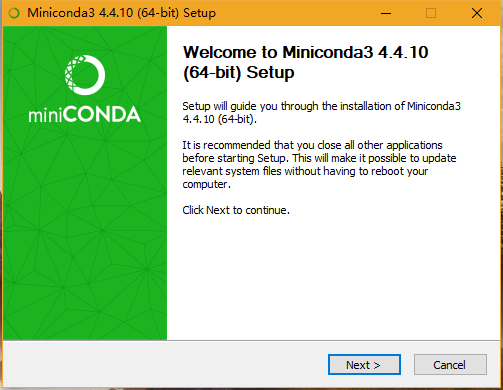 Miniconda3 4.4.10 (64-bit) Setup
miniCONDA
Welcome to Miniconda3 4.4.10
(64-bit) Setup
Setup will guide you through the installation of Miniconda3
4.4.10 (64-bit).
It is recommended that you close all other applications
before starting Setup. This will make it possible to update
relevant system files without having to reboot your
computer.
Click Next to continue.
Next >
Cancel